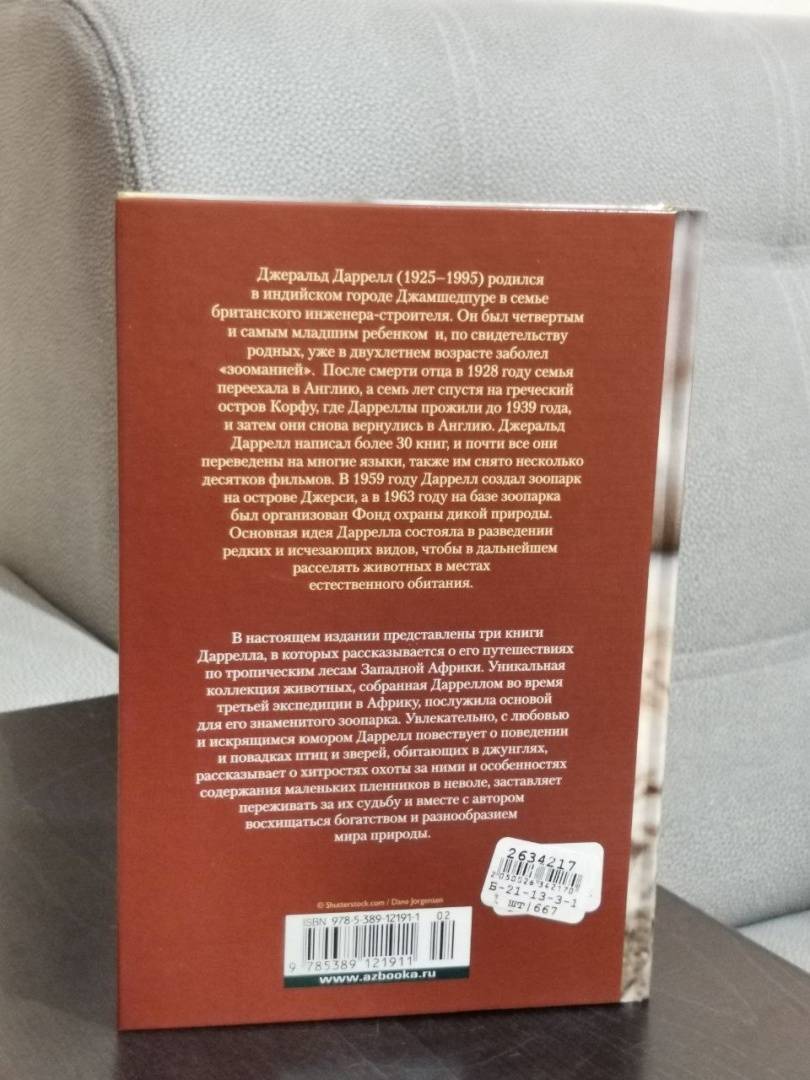 Джеральд Даррелл (1925–1995) родился
в индийском городе Джамшедпуре в семье
британского инженера-строителя. Он был четвертым
и самым младшим ребенком и, по свидетельству
родных, уже в двухлетнем возрасте заболел
«зооманией». После смерти отца в 1928 году семья
переехала в Англию, а семь лет спустя на греческий
остров Корфу, где Дарреллы прожили до 1939 года,
и затем они снова вернулись в Англию. Джеральд
Даррелл написал более 30 книг, и почти все они
переведены на многие языки, также им снято несколько
десятков фильмов. В 1959 году Даррелл создал зоопарк
на острове Джерси, а в 1963 году на базе зоопарка
был организован Фонд охраны дикой природы.
Основная идея Даррелла состояла в разведении
редких и исчезающих видов, чтобы в дальнейшем
расселять животных в местах
естественного обитания.
В настоящем издании представлены три книги
Даррелла, в которых рассказывается о его путешествиях
по тропическим лесам Западной Африки. Уникальная
коллекция животных, собранная Дарреллом во время
третьей экспедиции в Африку, послужила основой
для его знаменитого зоопарка. Увлекательно, с любовью
и искрящимся юмором Даррелл повествует о поведении
и повадках птиц и зверей, обитающих в джунглях,
рассказывает о хитростях охоты за ними и особенностях
содержания маленьких пленников в неволе, заставляет
переживать за их судьбу и вместе с автором
восхищаться богатством и разнообразием
мира природы.
2634217
2050026342170
Б-21-13-3-1
шт/667
© Shutterstock.com / Dane Jorgensen
ISBN 978-5-389-12191-1 02
9 785389 121911
www.azbooka.ru